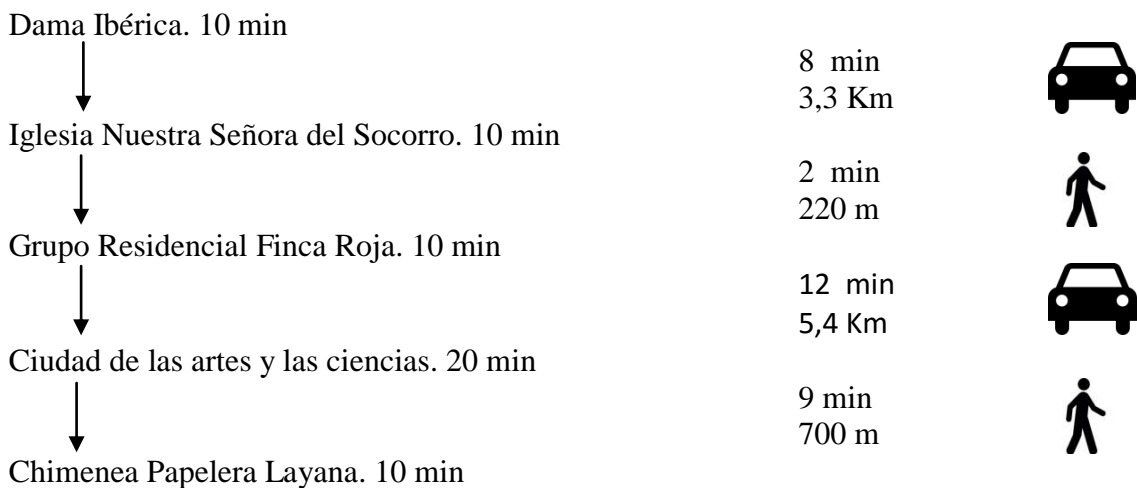 Dama Ibérica. 10 min
8 min
3,3 Km
Iglesia Nuestra Señora del Socorro. 10 min
2 min
220 m
Grupo Residencial Finca Roja. 10 min
12 min
5,4 Km
Ciudad de las artes y las ciencias. 20 min
9 min
700 m
Chimenea Papelera Layana. 10 min